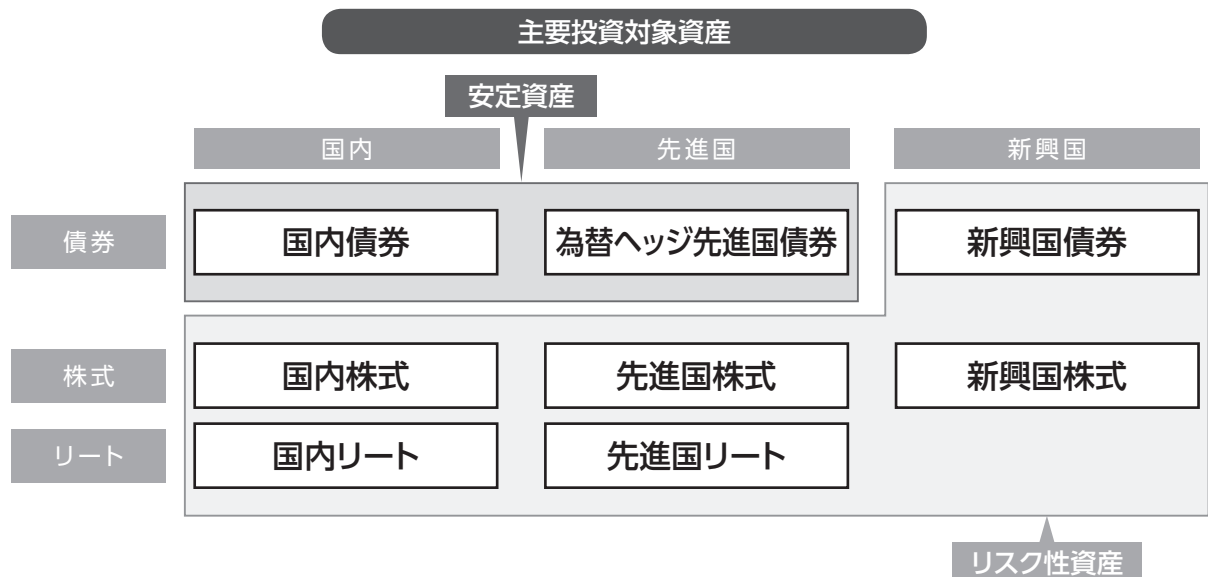 主要投資対象資産
安定資産
国内 先進国 新興国
債券 国内債券 為替ヘッジ先進国債券 新興国債券
株式 国内株式 先進国株式 新興国株式
リート 国内リート 先進国リート
リスク性資産